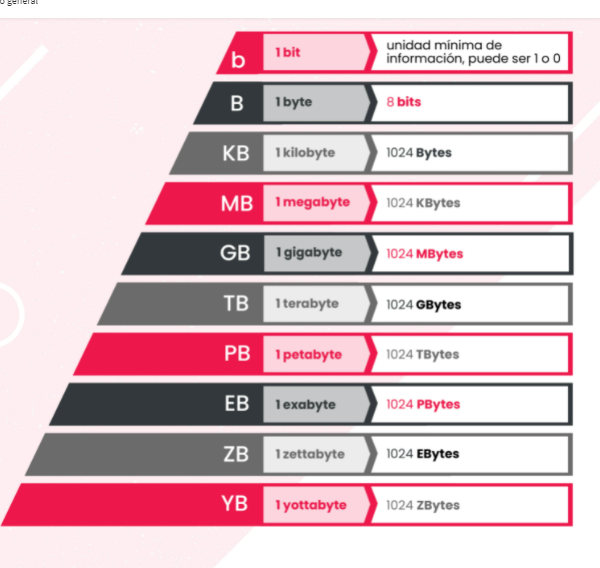 o general
b 1 bit unidad mínima de
información, puede ser 1 o 0
B 1 byte 8 bits
KB 1 kilobyte 1024 Bytes
MB 1 megabyte 1024 KBytes
GB 1 gigabyte 1024 MBytes
TB 1 terabyte 1024 GBytes
PB 1 petabyte 1024 TBytes
EB 1 exabyte 1024 PBytes
ZB 1 zettabyte 1024 EBytes
YB 1 yottabyte 1024 ZBytes